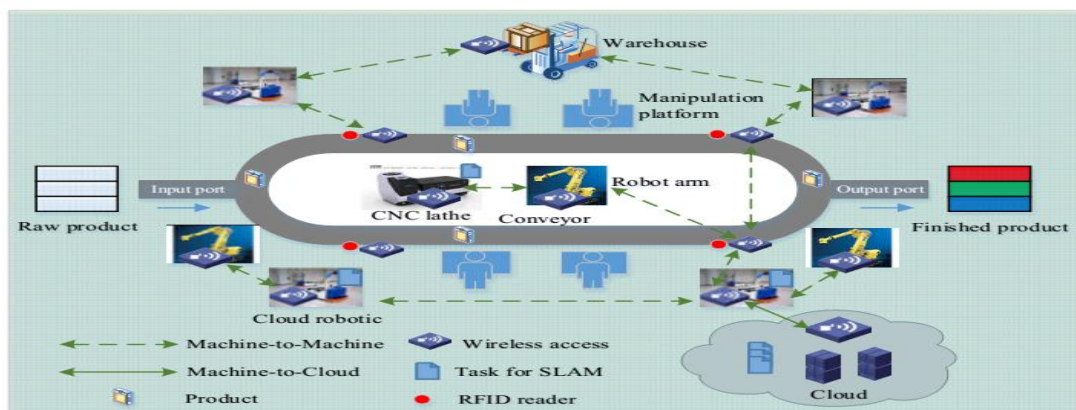 Warehouse
Manipulation
platform
Input port
Output port
Robot arm
CNC lathe
Conveyor
Raw product
Finished product
Cloud robotic
Machine-to-Machine
Wireless access
Machine-to-Cloud
Task for SLAM
Product
RFID reader
Cloud